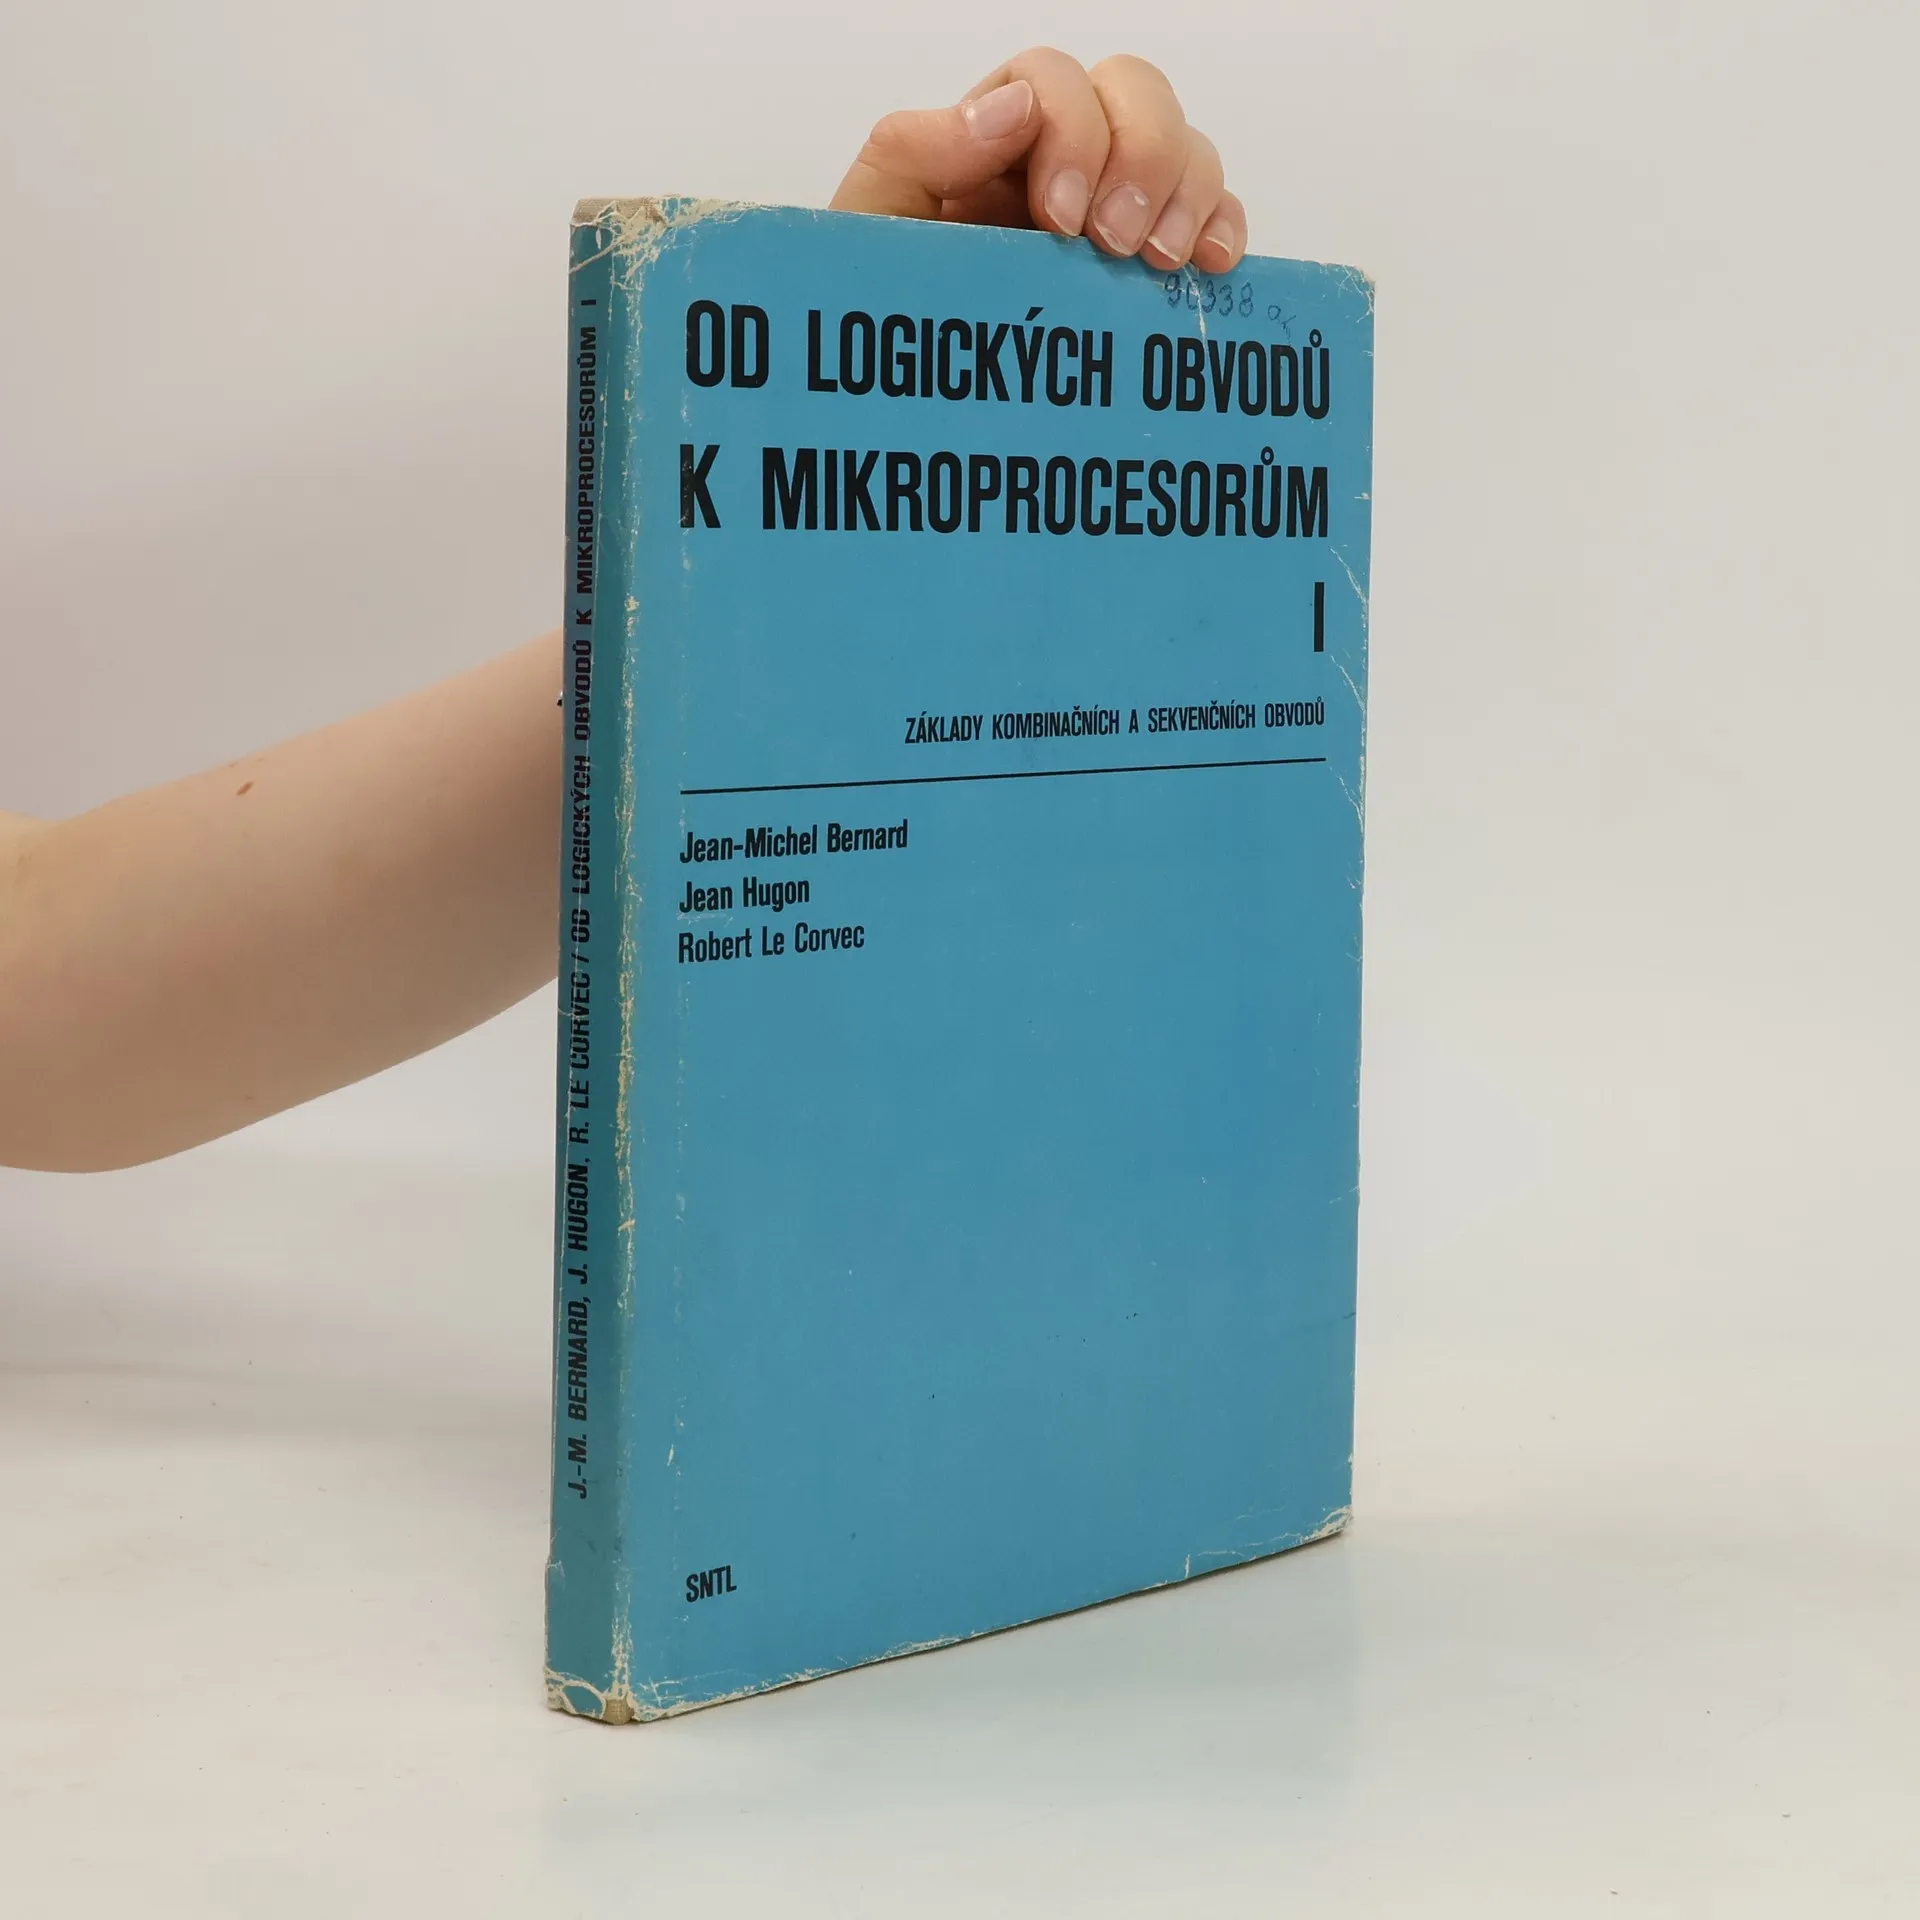 OD LOGICKÝCH OBVODŮ
K MIKROPROCESORŮM
I
ZÁKLADY KOMBINAČNÍCH A SEKVENČNÍCH OBVODŮ
Jean-Michel Bernard
Jean Hugon
Robert Le Corvec
SNTL
J.-M. BERNARD, J. HUGON, R. LE CORVEC / OD LOGICKÝCH OBVODŮ K MIKROPROCESORŮM I